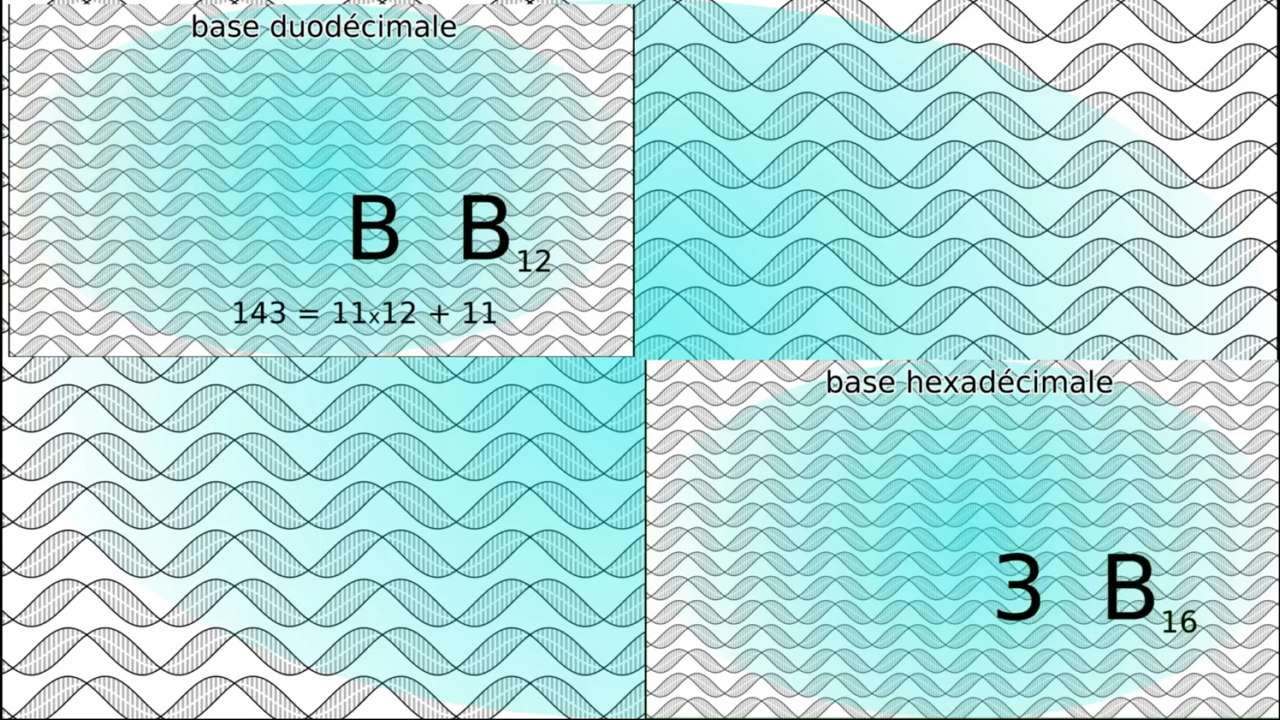 base duodécimale
B B₁₂
143 = 11x12 + 11
base hexadécimale
3 B₁₆